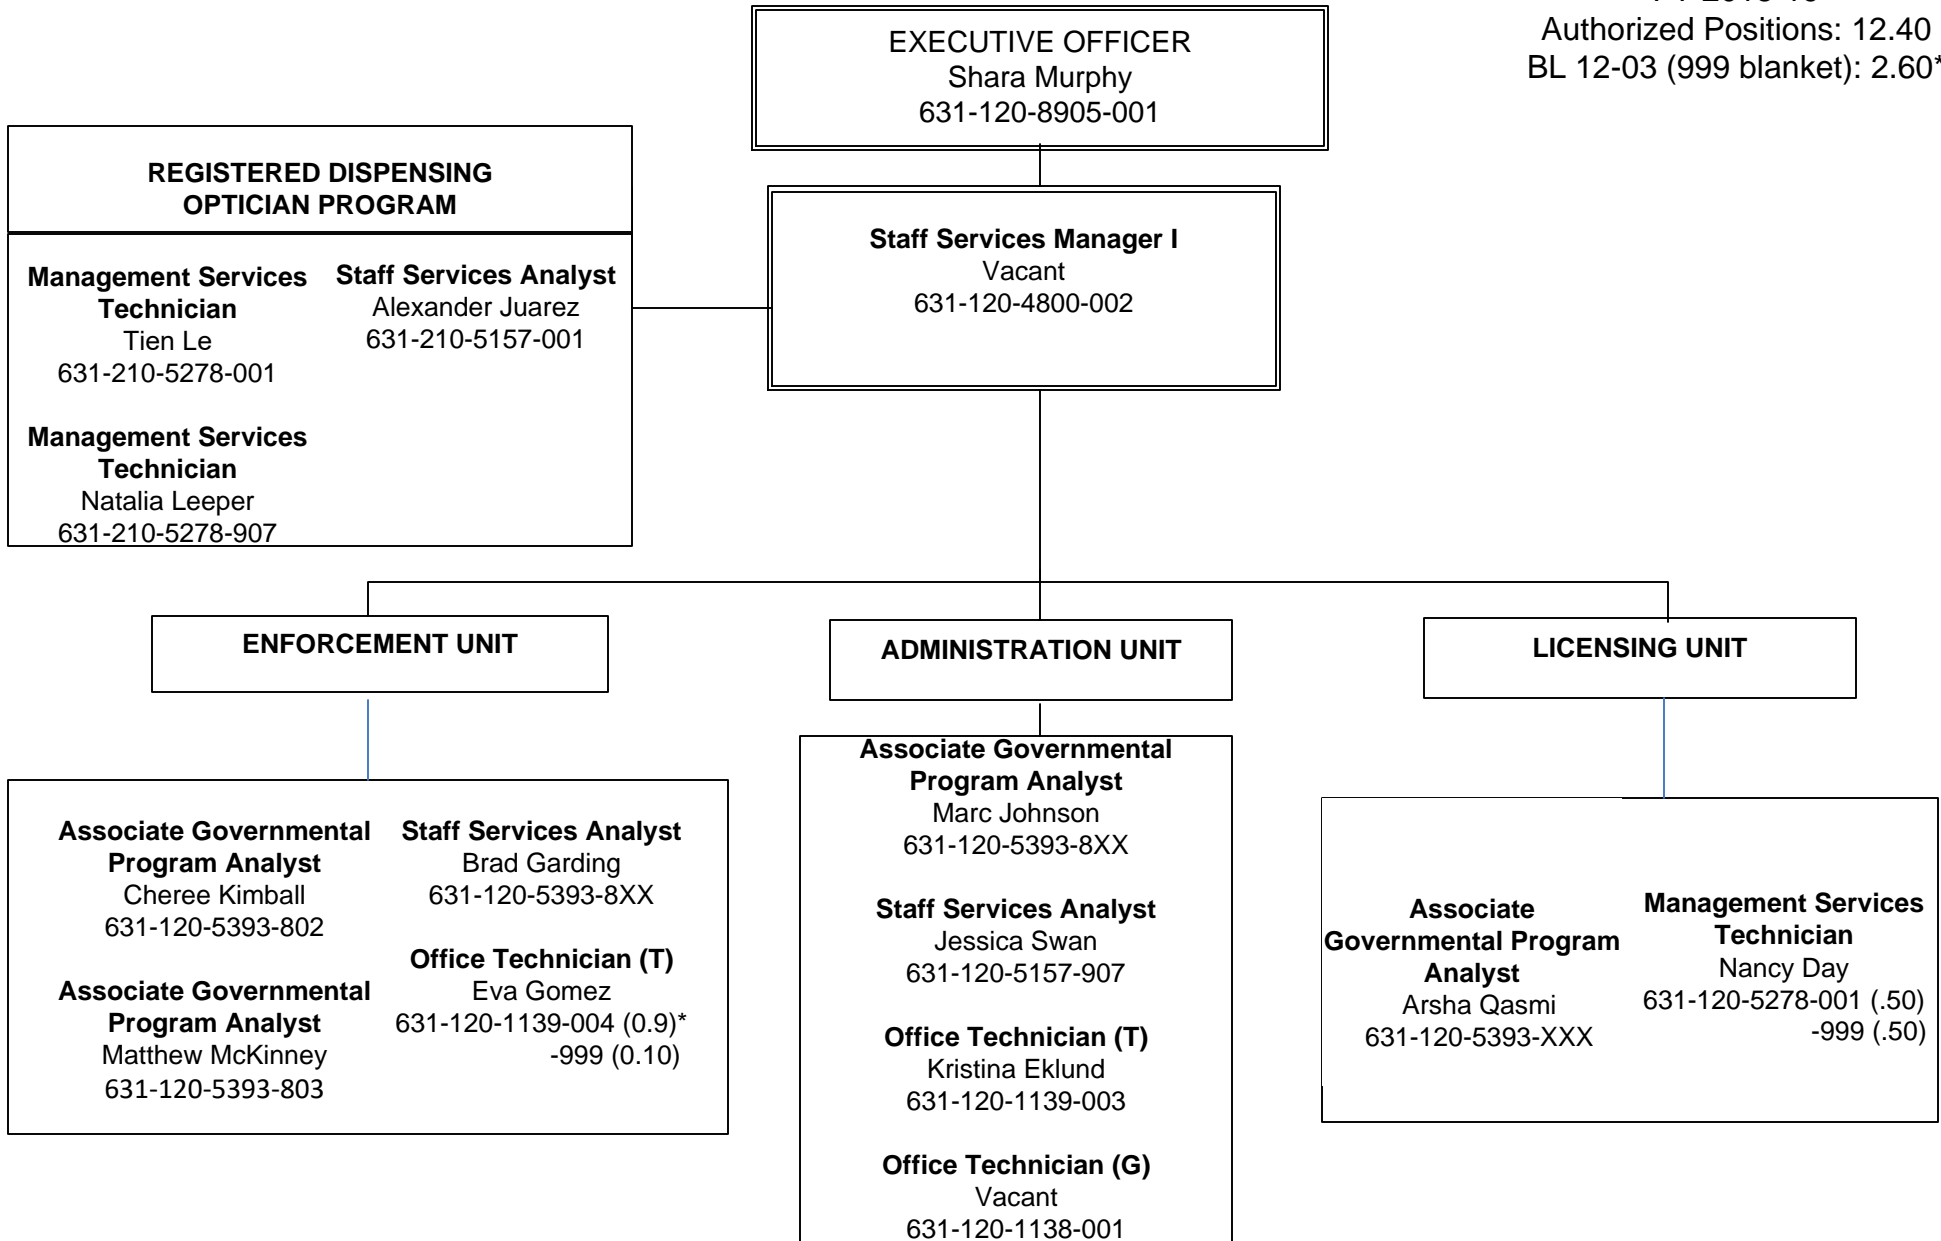 Authorized Positions: 12.40
BL 12-03 (999 blanket): 2.60*
EXECUTIVE OFFICER
Shara Murphy
631-120-8905-001
REGISTERED DISPENSING
OPTICIAN PROGRAM
Management Services
Technician
Tien Le
631-210-5278-001
Staff Services Analyst
Alexander Juarez
631-210-5157-001
Management Services
Technician
Natalia Leeper
631-210-5278-907
Staff Services Manager I
Vacant
631-120-4800-002
ENFORCEMENT UNIT
ADMINISTRATION UNIT
LICENSING UNIT
Associate Governmental
Program Analyst
Cheree Kimball
631-120-5393-802
Associate Governmental
Program Analyst
Matthew McKinney
631-120-5393-803
Staff Services Analyst
Brad Garding
631-120-5393-8XX
Office Technician (T)
Eva Gomez
631-120-1139-004 (0.9)*
-999 (0.10)
Associate Governmental
Program Analyst
Marc Johnson
631-120-5393-8XX
Staff Services Analyst
Jessica Swan
631-120-5157-907
Office Technician (T)
Kristina Eklund
631-120-1139-003
Office Technician (G)
Vacant
631-120-1138-001
Associate
Governmental Program
Analyst
Arsha Qasmi
631-120-5393-XXX
Management Services
Technician
Nancy Day
631-120-5278-001 (.50)
-999 (.50)